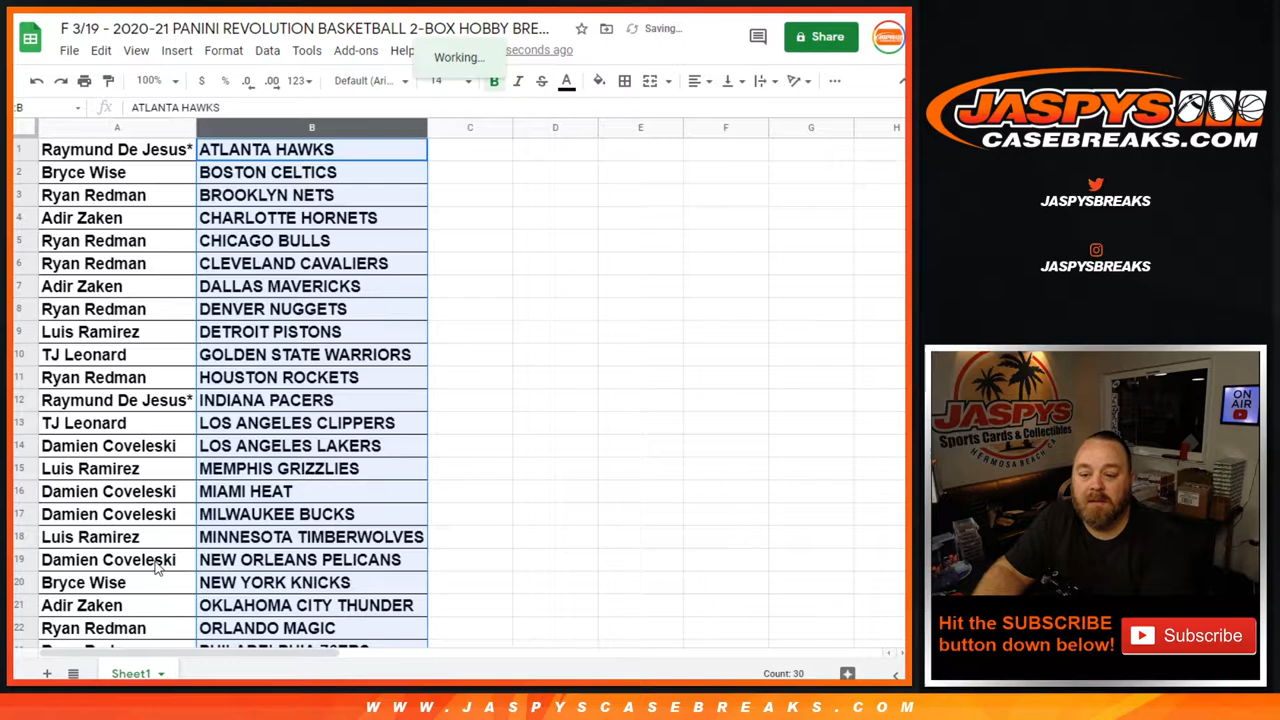 F 3/19 - 2020-21 PANINI REVOLUTION BASKETBALL 2-BOX HOBBY BRE...
Saving...
File Edit View Insert Format Data Tools Add-ons Help
Working...
seconds ago
Share
JASPYS
100% $ % .0 .00 123 Default (Ari... 14 B I S A
B fx ATLANTA HAWKS
A B C D E F G H
1 Raymund De Jesus* ATLANTA HAWKS
2 Bryce Wise BOSTON CELTICS
3 Ryan Redman BROOKLYN NETS
4 Adir Zaken CHARLOTTE HORNETS
5 Ryan Redman CHICAGO BULLS
6 Ryan Redman CLEVELAND CAVALIERS
7 Adir Zaken DALLAS MAVERICKS
8 Ryan Redman DENVER NUGGETS
9 Luis Ramirez DETROIT PISTONS
10 TJ Leonard GOLDEN STATE WARRIORS
11 Ryan Redman HOUSTON ROCKETS
12 Raymund De Jesus* INDIANA PACERS
13 TJ Leonard LOS ANGELES CLIPPERS
14 Damien Coveleski LOS ANGELES LAKERS
15 Luis Ramirez MEMPHIS GRIZZLIES
16 Damien Coveleski MIAMI HEAT
17 Damien Coveleski MILWAUKEE BUCKS
18 Luis Ramirez MINNESOTA TIMBERWOLVES
19 Damien Coveleski NEW ORLEANS PELICANS
20 Bryce Wise NEW YORK KNICKS
21 Adir Zaken OKLAHOMA CITY THUNDER
22 Ryan Redman ORLANDO MAGIC
Sheet1
Count: 30
JASPYS
CASEBREAKS.COM
JASPYSBREAKS
JASPYSBREAKS
JASPYS
Sports Cards & Collectibles
HERMOSA BEACH CA
ON AIR
Hit the SUBSCRIBE
button down below!
Subscribe
WWW.JASPYSCASEBREAKS.COM